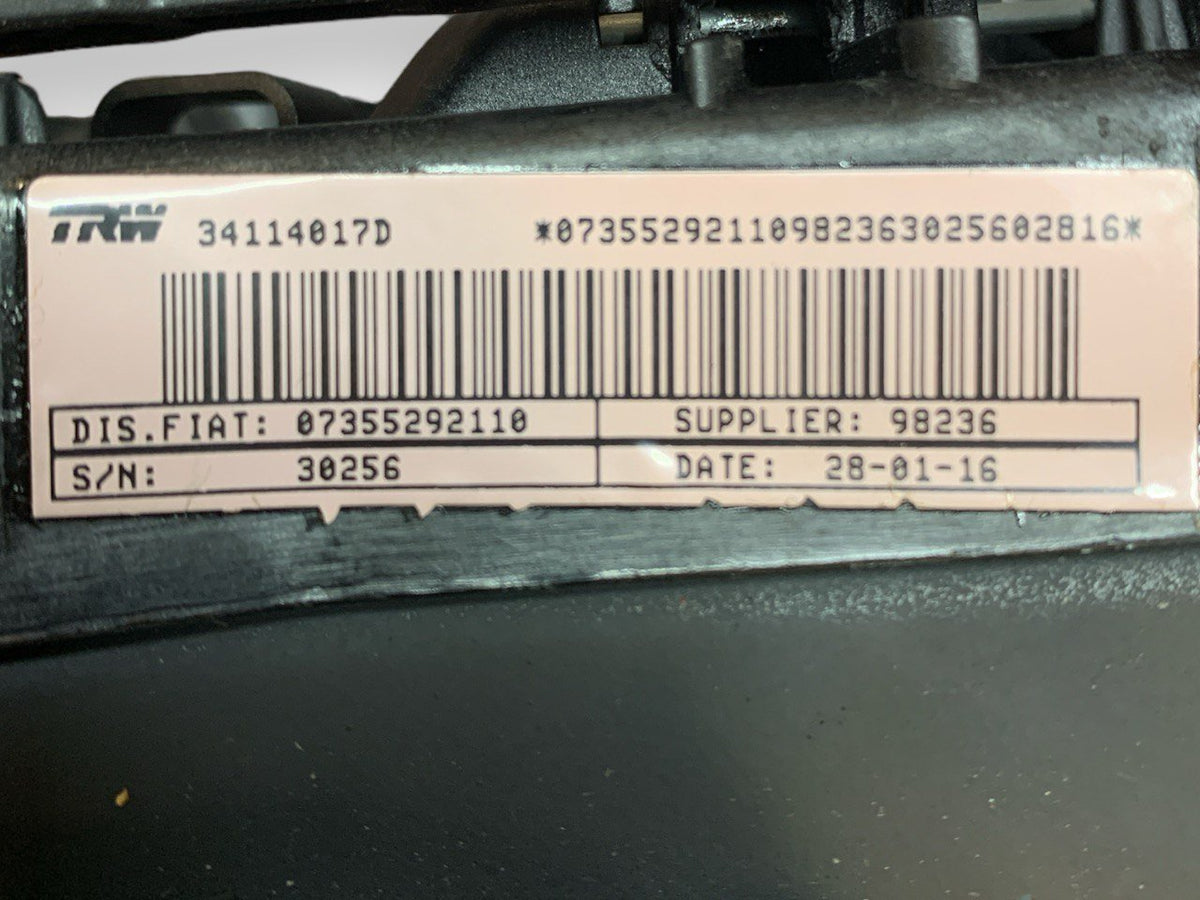 TRW 34114017D *07355292110982363025602816*
DIS.FIAT: 07355292110 SUPPLIER: 98236
S/N: 30256 DATE: 28-01-16